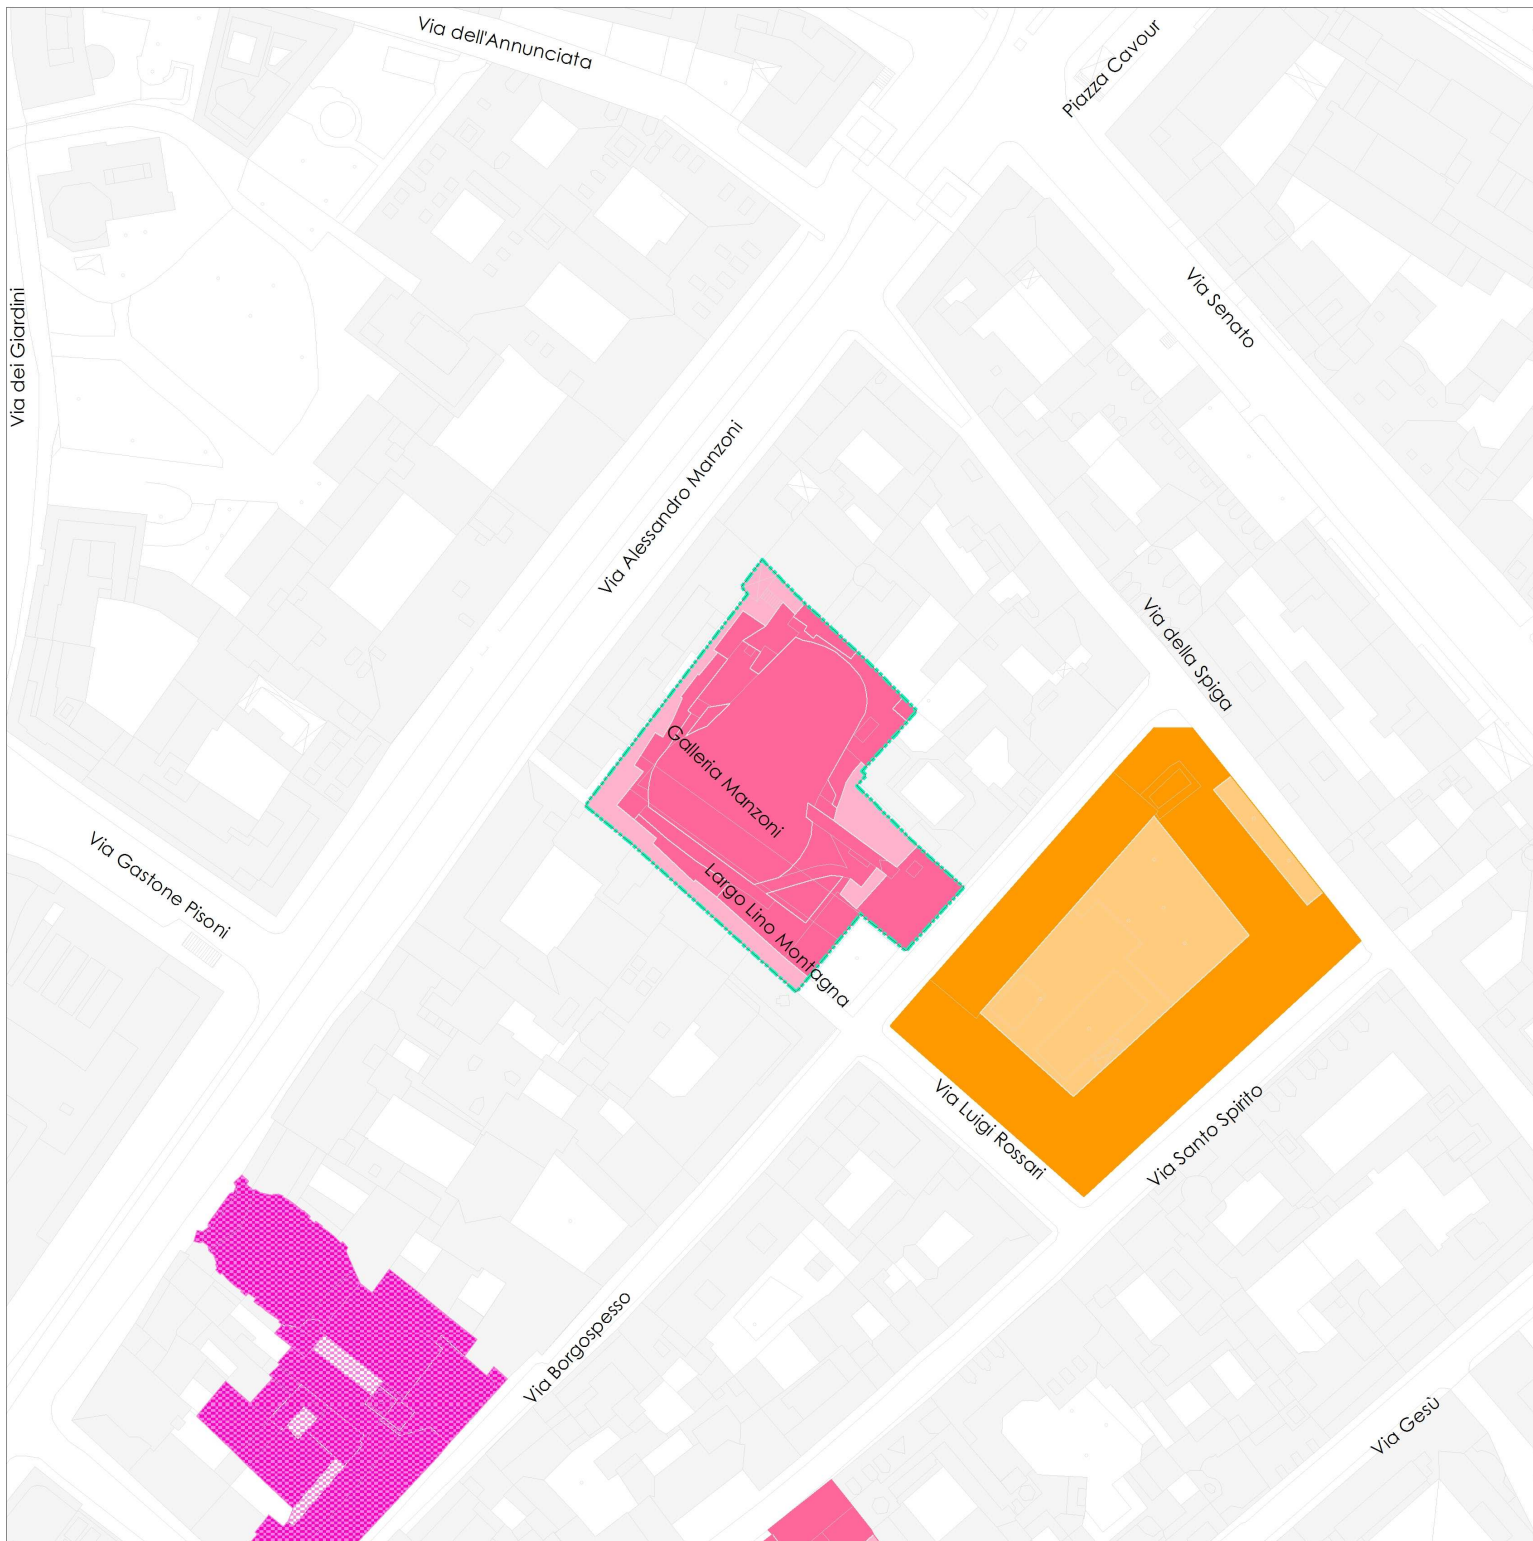 Via dell'Annunciata
Piazza Cavour
Via Senato
Via dei Giardini
Via Alessandro Manzoni
Via della Spiga
Galleria Manzoni
Largo Lino Montagna
Via Gastone Pisoni
Via Luigi Rossari
Via Santo Spirito
Via Borgospesso
Via Gesù